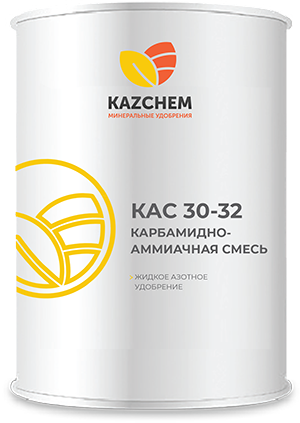 KAZCHEM
МИНЕРАЛЬНЫЕ УДОБРЕНИЯ
КАС 30-32
КАРБАМИДНО-
АММИАЧНАЯ СМЕСЬ
ЖИДКОЕ АЗОТНОЕ
УДОБРЕНИЕ